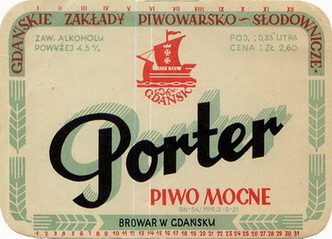 I II III IV V VI VII VIII IX X XI XII
GDAŃSKIE ZAKŁADY PIWOWARSKO-SŁODOWNICZE
ZAW. ALKOHOLU
POWYŻEJ 4.5%
POJ.: 0.33 LITRA
CENA: ZŁ 2,60
GDAŃSK
Porter
PIWO MOCNE
BROWAR W GDAŃSKU
1 2 3 4 5 6 7 8 9 10 11 12 13 14 15 16 17 18 19 20 21 22 23 24 25 26 27 28 29 30 31